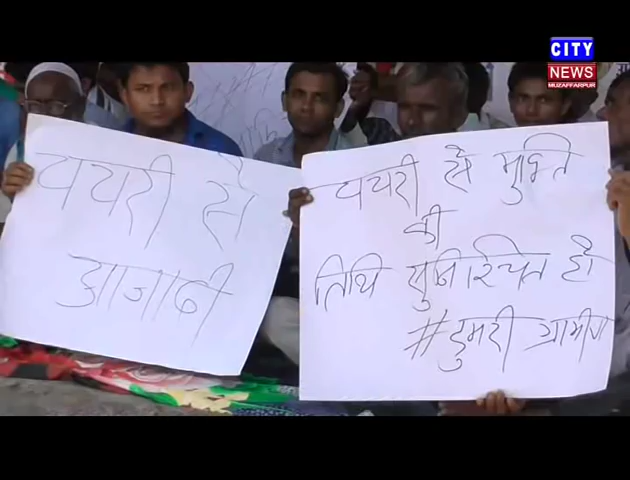 CITY
NEWS
MUZAFFARPUR
चचरी से
आजादी
चचरी से मुक्ति
की
तिथि सुनिश्चित हो
#डुमरी ग्रामीण